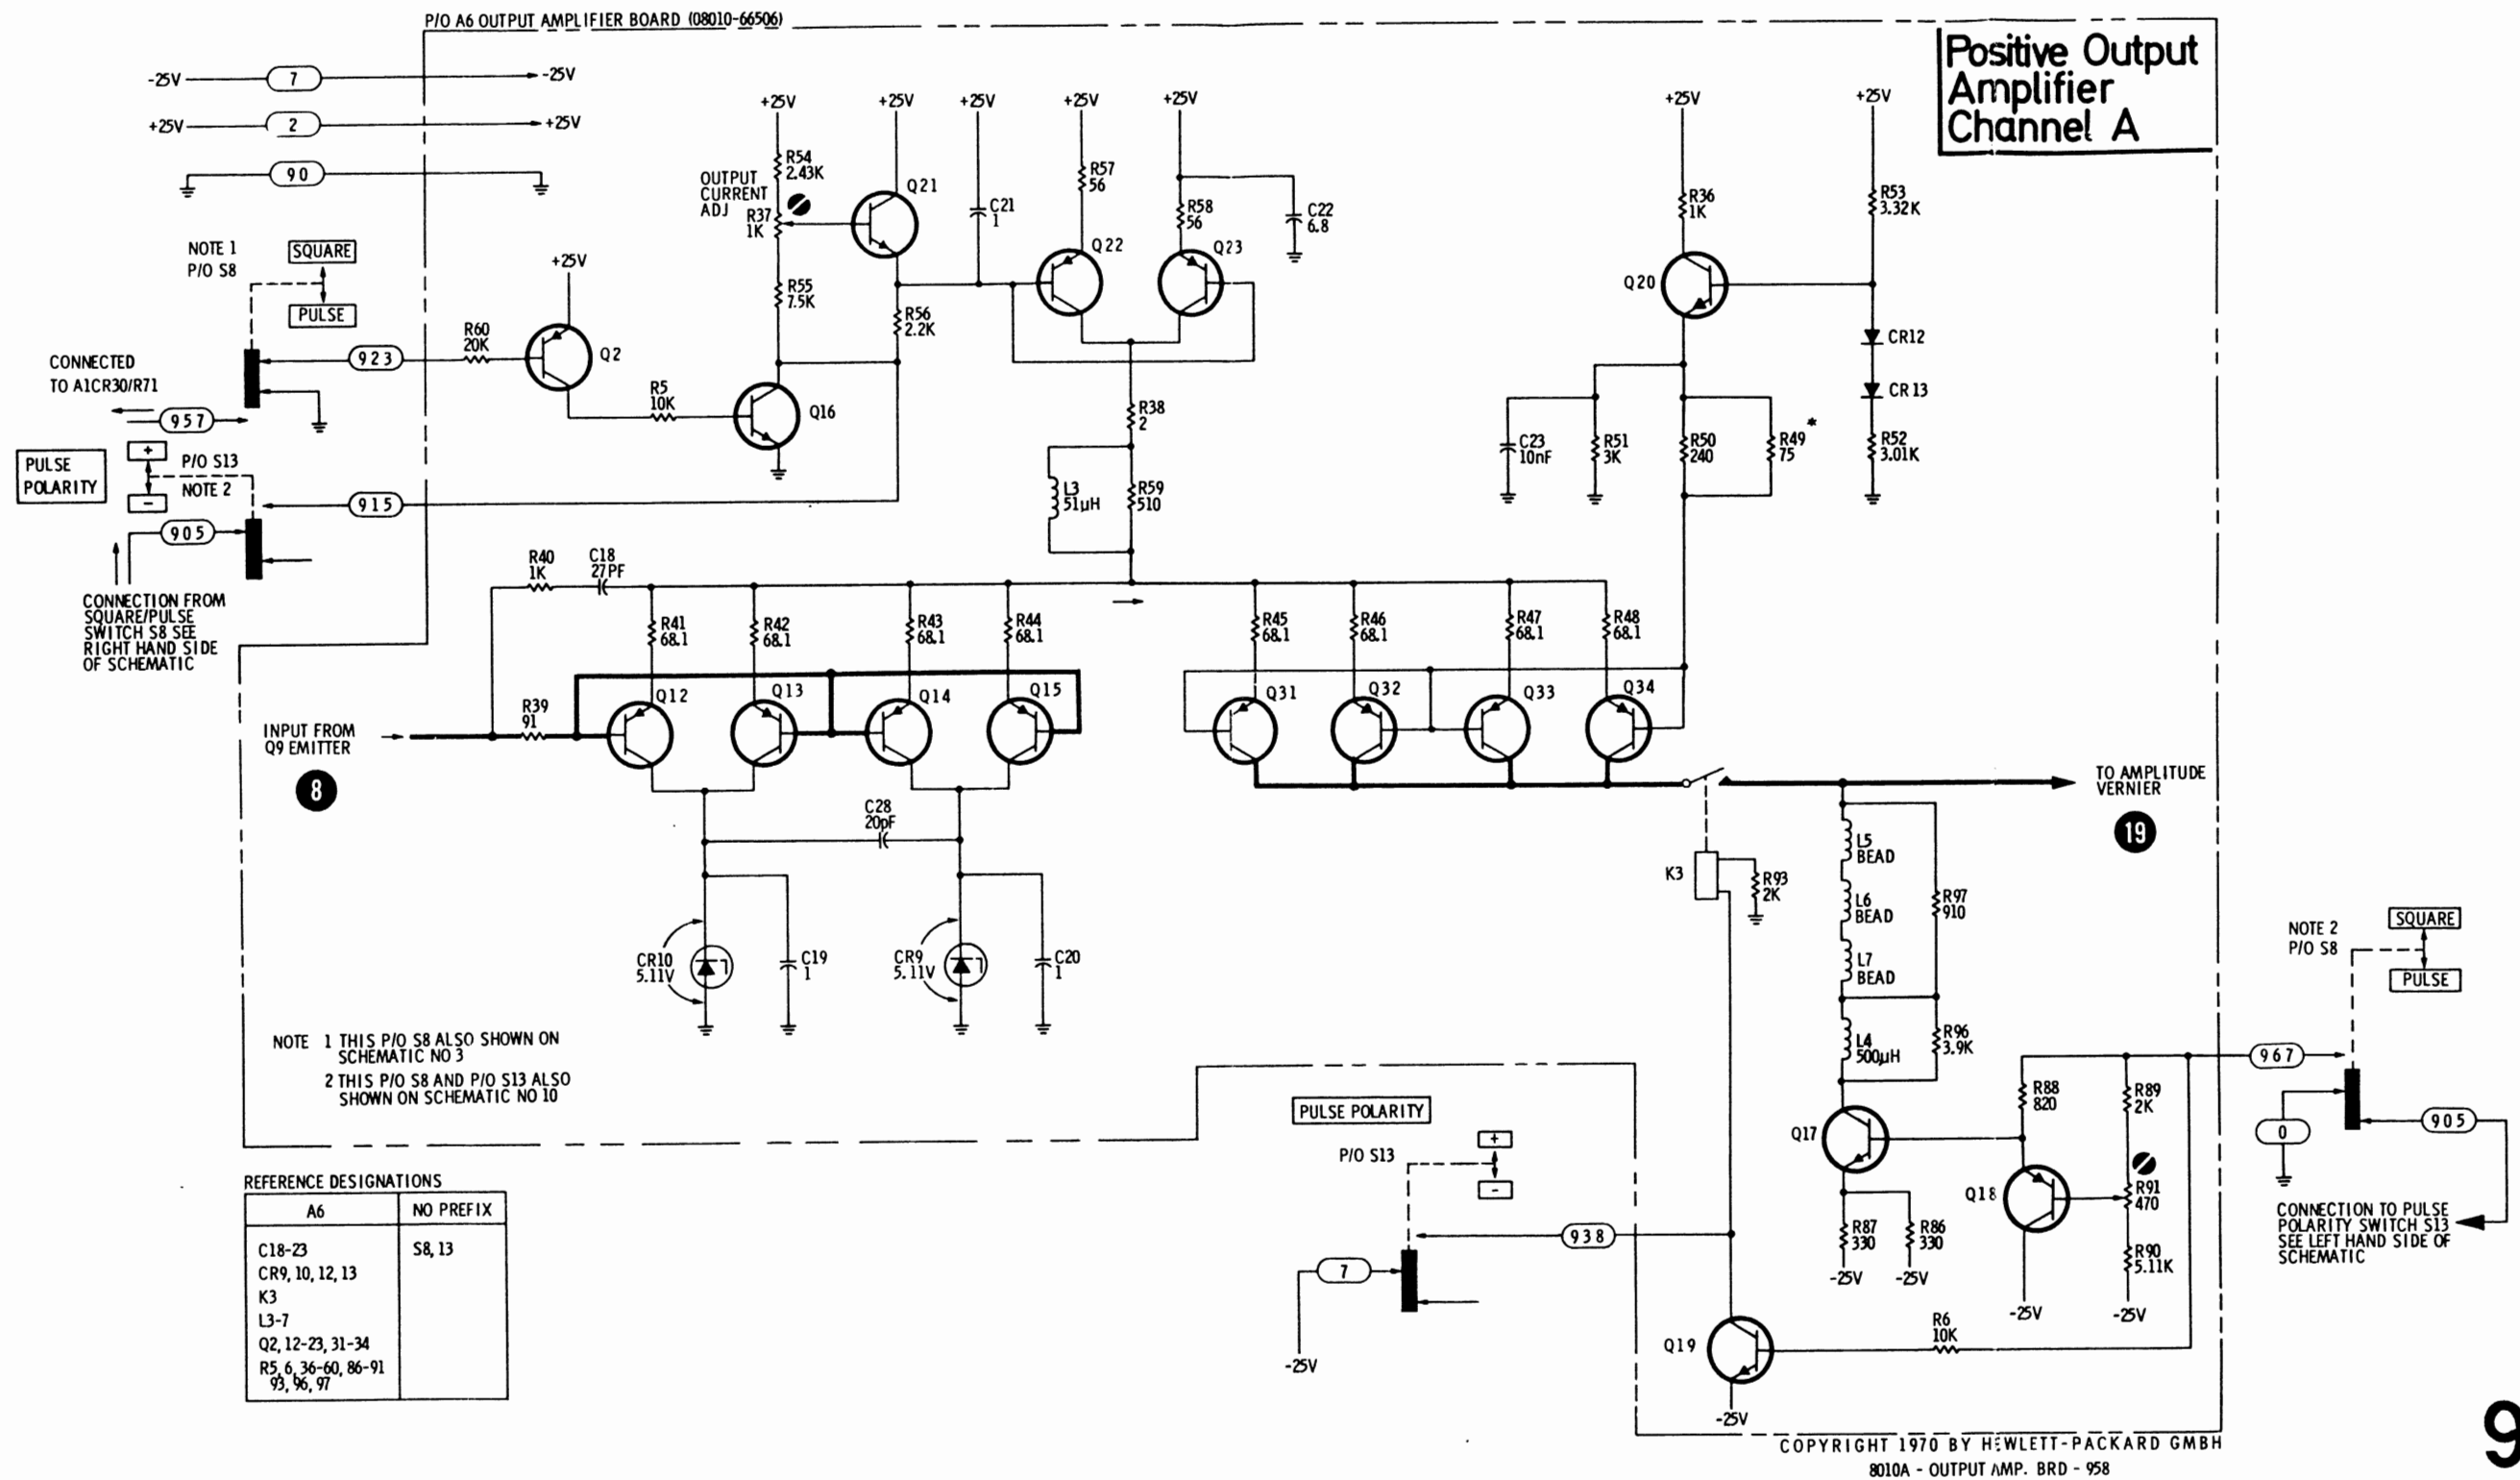 P/O A6 OUTPUT AMPLIFIER BOARD (08010-66506)
Positive Output
Amplifier
Channel A
-25V
7
-25V
+25V
2
+25V
90
+25V
+25V
+25V
+25V
+25V
+25V
+25V
R54
2.43K
OUTPUT
CURRENT
ADJ
R37
1K
Q21
C21
1
R57
56
R58
56
C22
6.8
R36
1K
R53
3.32K
NOTE 1
P/O S8
SQUARE
PULSE
+25V
R55
7.5K
R56
2.2K
Q22
Q23
Q20
CR12
CR13
R60
20K
Q2
923
CONNECTED
TO A1CR30/R71
957
R5
10K
Q16
R38
2
C23
10nF
R51
3K
R50
240
R49 *
75
R52
3.01K
PULSE
POLARITY
+
-
P/O S13
NOTE 2
915
905
L3
51µH
R59
510
CONNECTION FROM
SQUARE/PULSE
SWITCH S8 SEE
RIGHT HAND SIDE
OF SCHEMATIC
R40
1K
C18
27PF
R41
68.1
R42
68.1
R43
68.1
R44
68.1
R45
68.1
R46
68.1
R47
68.1
R48
68.1
INPUT FROM
Q9 EMITTER
8
R39
91
Q12
Q13
Q14
Q15
Q31
Q32
Q33
Q34
TO AMPLITUDE
VERNIER
19
C28
20pF
K3
R93
2K
L5
BEAD
L6
BEAD
L7
BEAD
R97
910
L4
500µH
R96
3.9K
CR10
5.11V
C19
1
CR9
5.11V
C20
1
NOTE 2
P/O S8
SQUARE
PULSE
967
0
905
CONNECTION TO PULSE
POLARITY SWITCH S13
SEE LEFT HAND SIDE OF
SCHEMATIC
NOTE 1 THIS P/O S8 ALSO SHOWN ON
SCHEMATIC NO 3
2 THIS P/O S8 AND P/O S13 ALSO
SHOWN ON SCHEMATIC NO 10
PULSE POLARITY
P/O S13
+
-
938
7
-25V
Q17
R88
820
R89
2K
Q18
R91
470
R87
330
R86
330
R90
5.11K
-25V
-25V
-25V
-25V
R6
10K
Q19
-25V
REFERENCE DESIGNATIONS
A6
NO PREFIX
C18-23
S8, 13
CR9, 10, 12, 13
K3
L3-7
Q2, 12-23, 31-34
R5, 6, 36-60, 86-91
93, 96, 97
COPYRIGHT 1970 BY HEWLETT-PACKARD GMBH
8010A - OUTPUT AMP. BRD - 958
9